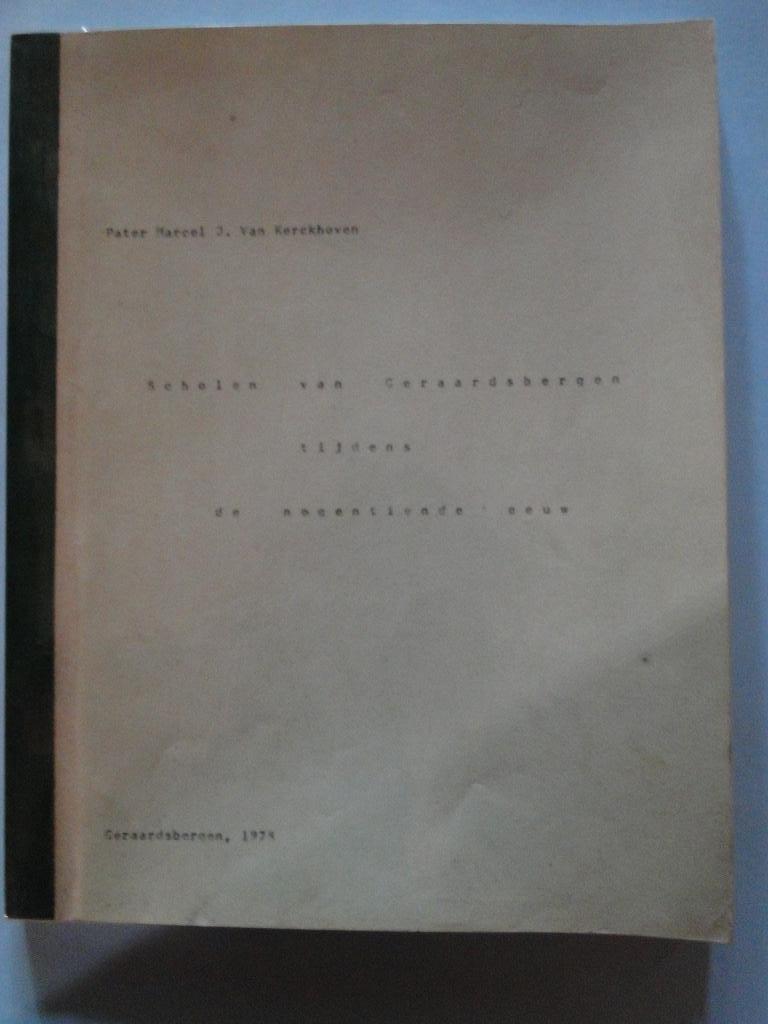 Pater Marcel J. Van Kerckhoven
Scholen van Geraardsbergen
tijdens
de negentiende eeuw
Geraardsbergen,